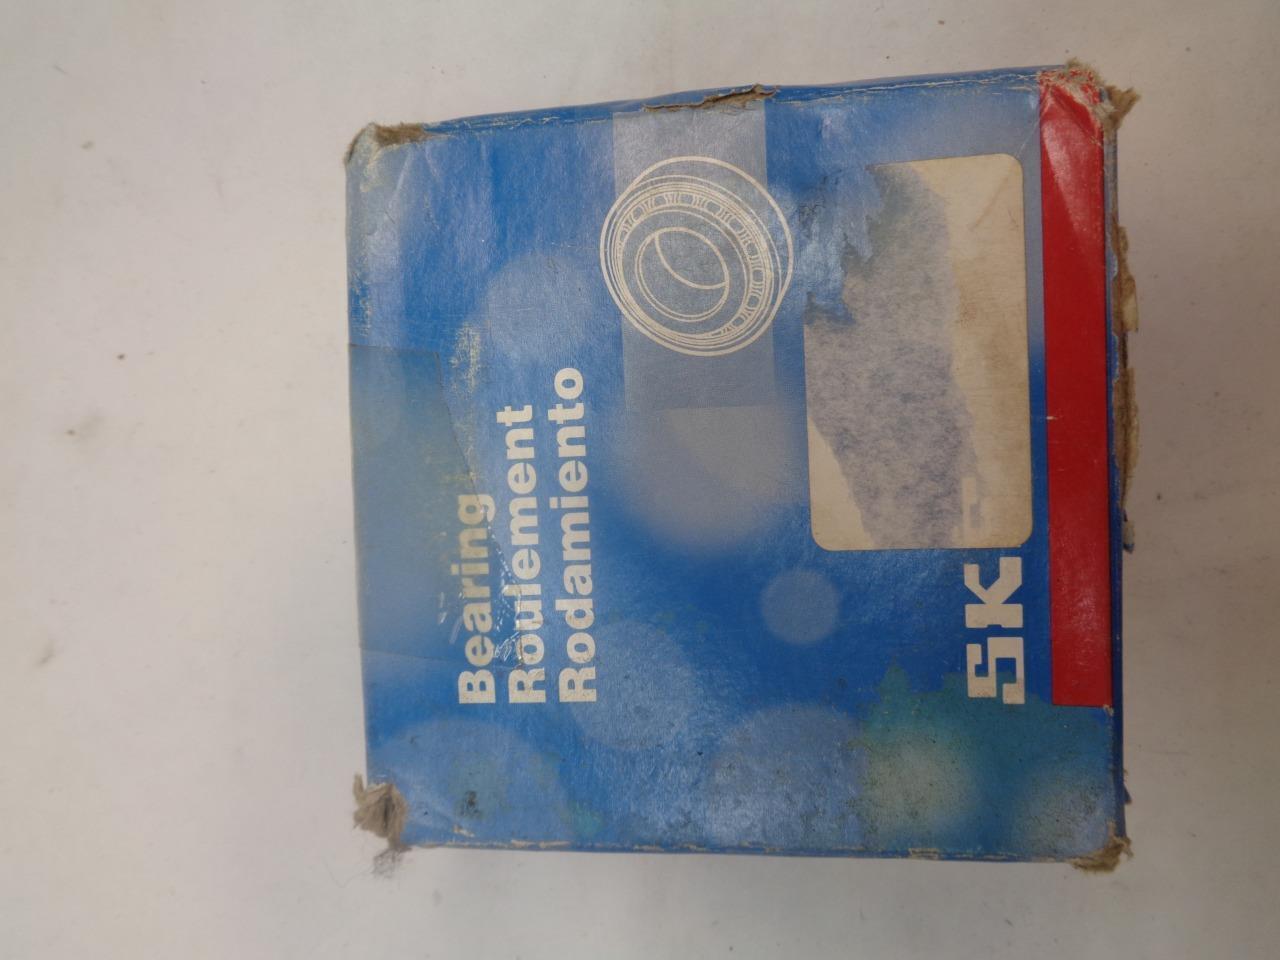 Bearing
Roulement
Rodamiento
SK